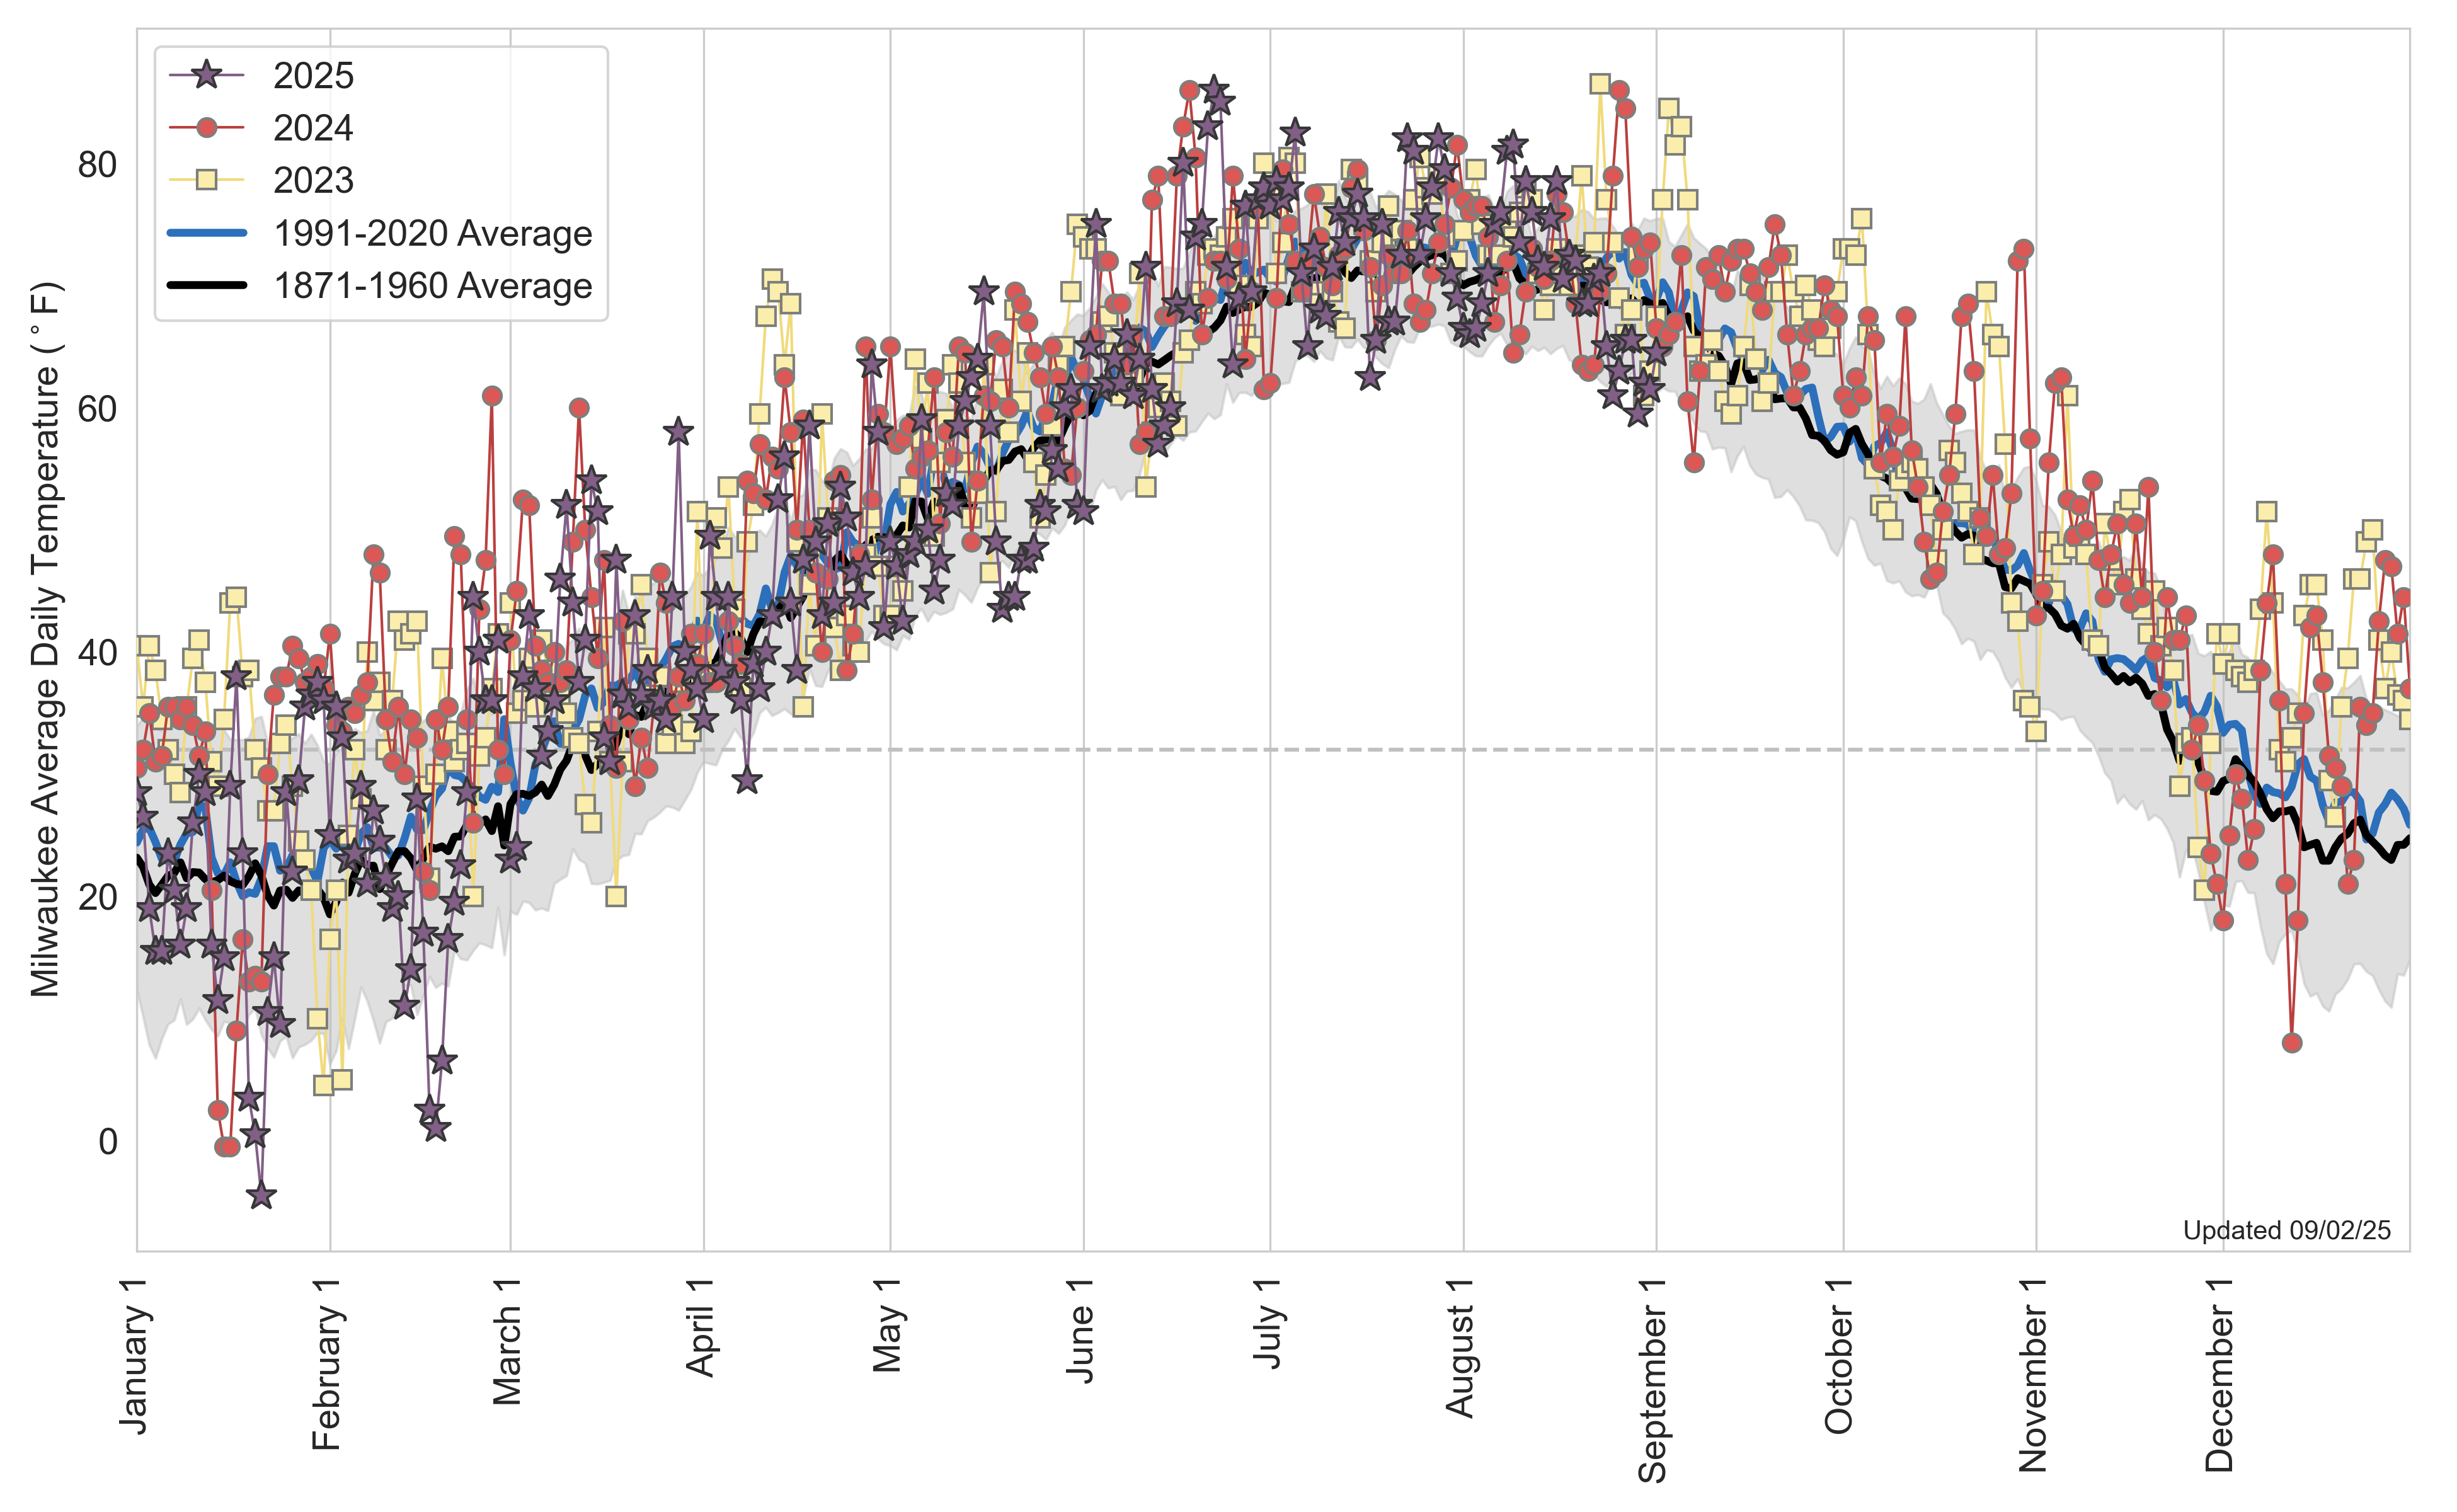 2025
2024
2023
1991-2020 Average
1871-1960 Average
Milwaukee Average Daily Temperature (°F)
80
60
40
20
0
Updated 09/02/25
January 1
February 1
March 1
April 1
May 1
June 1
July 1
August 1
September 1
October 1
November 1
December 1